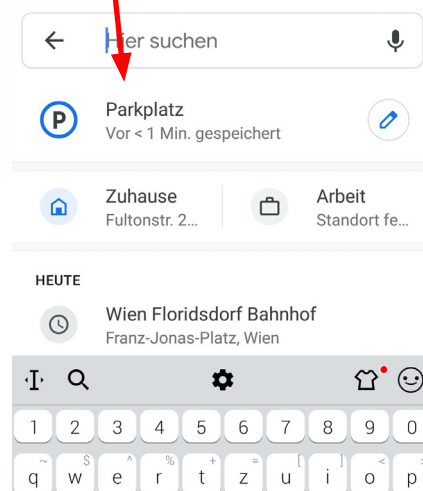 Hier suchen
P
Parkplatz
Vor < 1 Min. gespeichert
Zuhause
Fultonstr. 2...
Arbeit
Standort fe...
HEUTE
Wien Floridsdorf Bahnhof
Franz-Jonas-Platz, Wien
1 2 3 4 5 6 7 8 9 0
~ $ ^ % + = [ ] <
q w e r t z u i o p